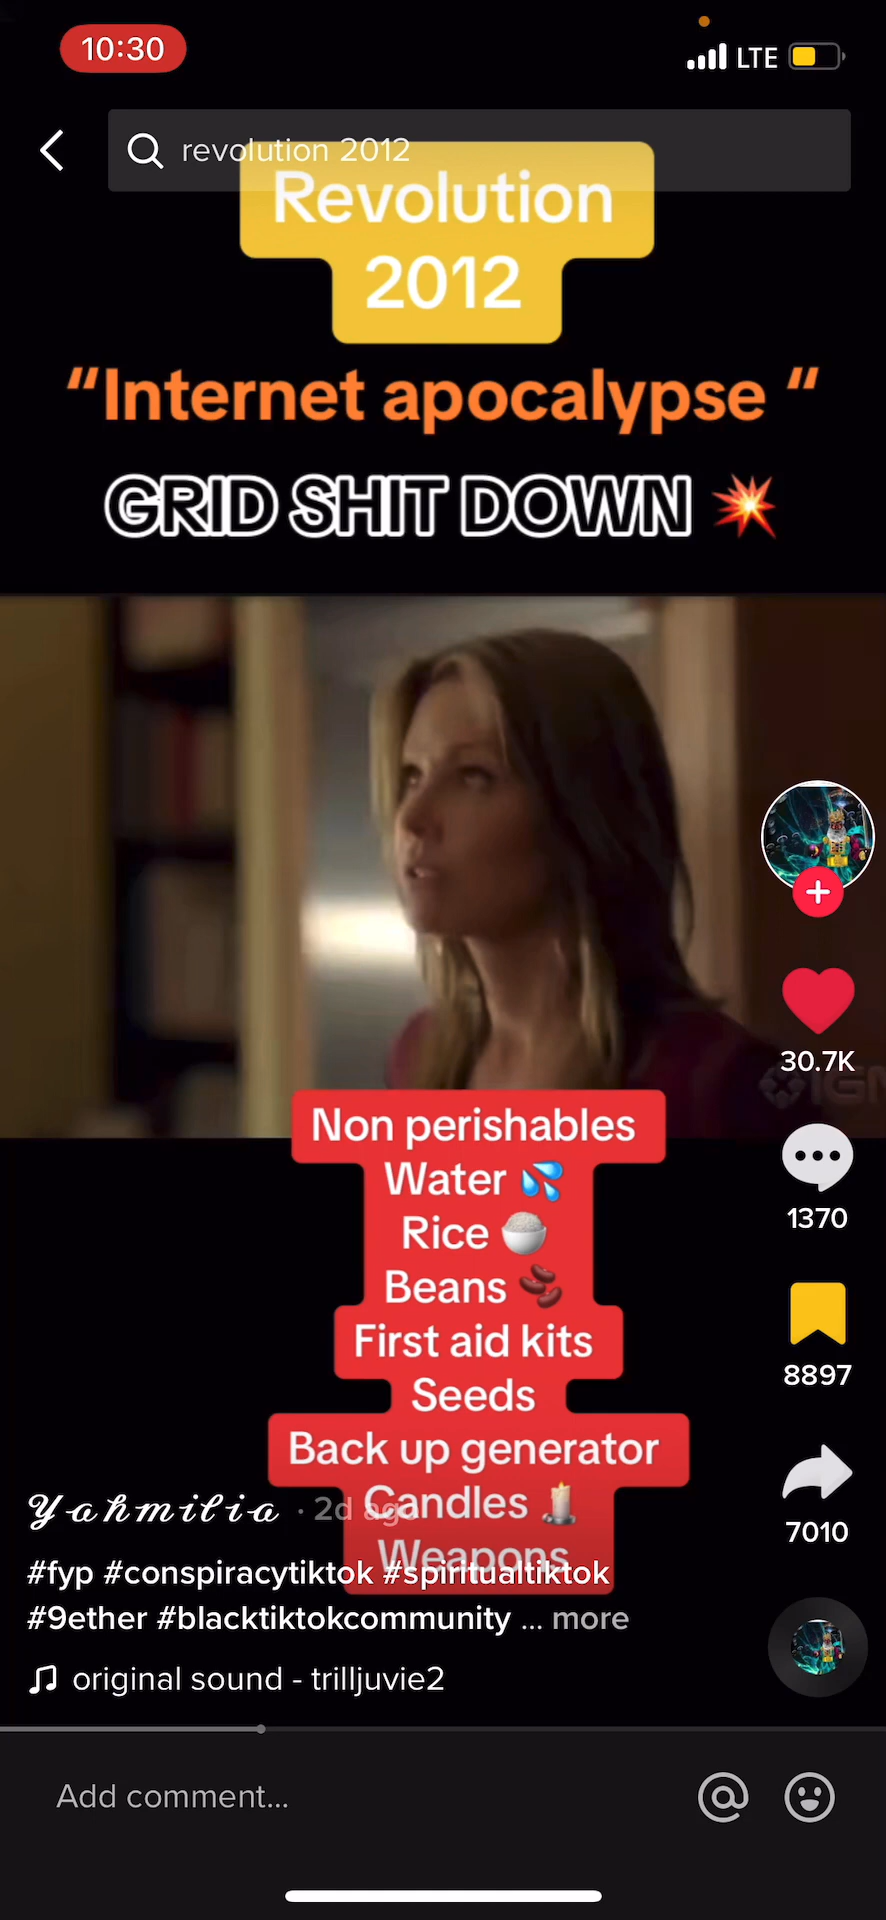 10:30
LTE
revolution 2012
Revolution
2012
“Internet apocalypse “
GRID SHIT DOWN 💥
30.7K
IGN
Non perishables
Water 💦
Rice 🍚
Beans 🫘
First aid kits
Seeds
Back up generator
Candles 🕯️
Weapons
1370
8897
7010
𝒴𝒶𝒽𝓂𝒾𝓁𝒾𝒶 · 2d ago
#fyp #conspiracytiktok #spiritualtiktok
#9ether #blacktiktokcommunity ... more
original sound - trilljuvie2
Add comment...